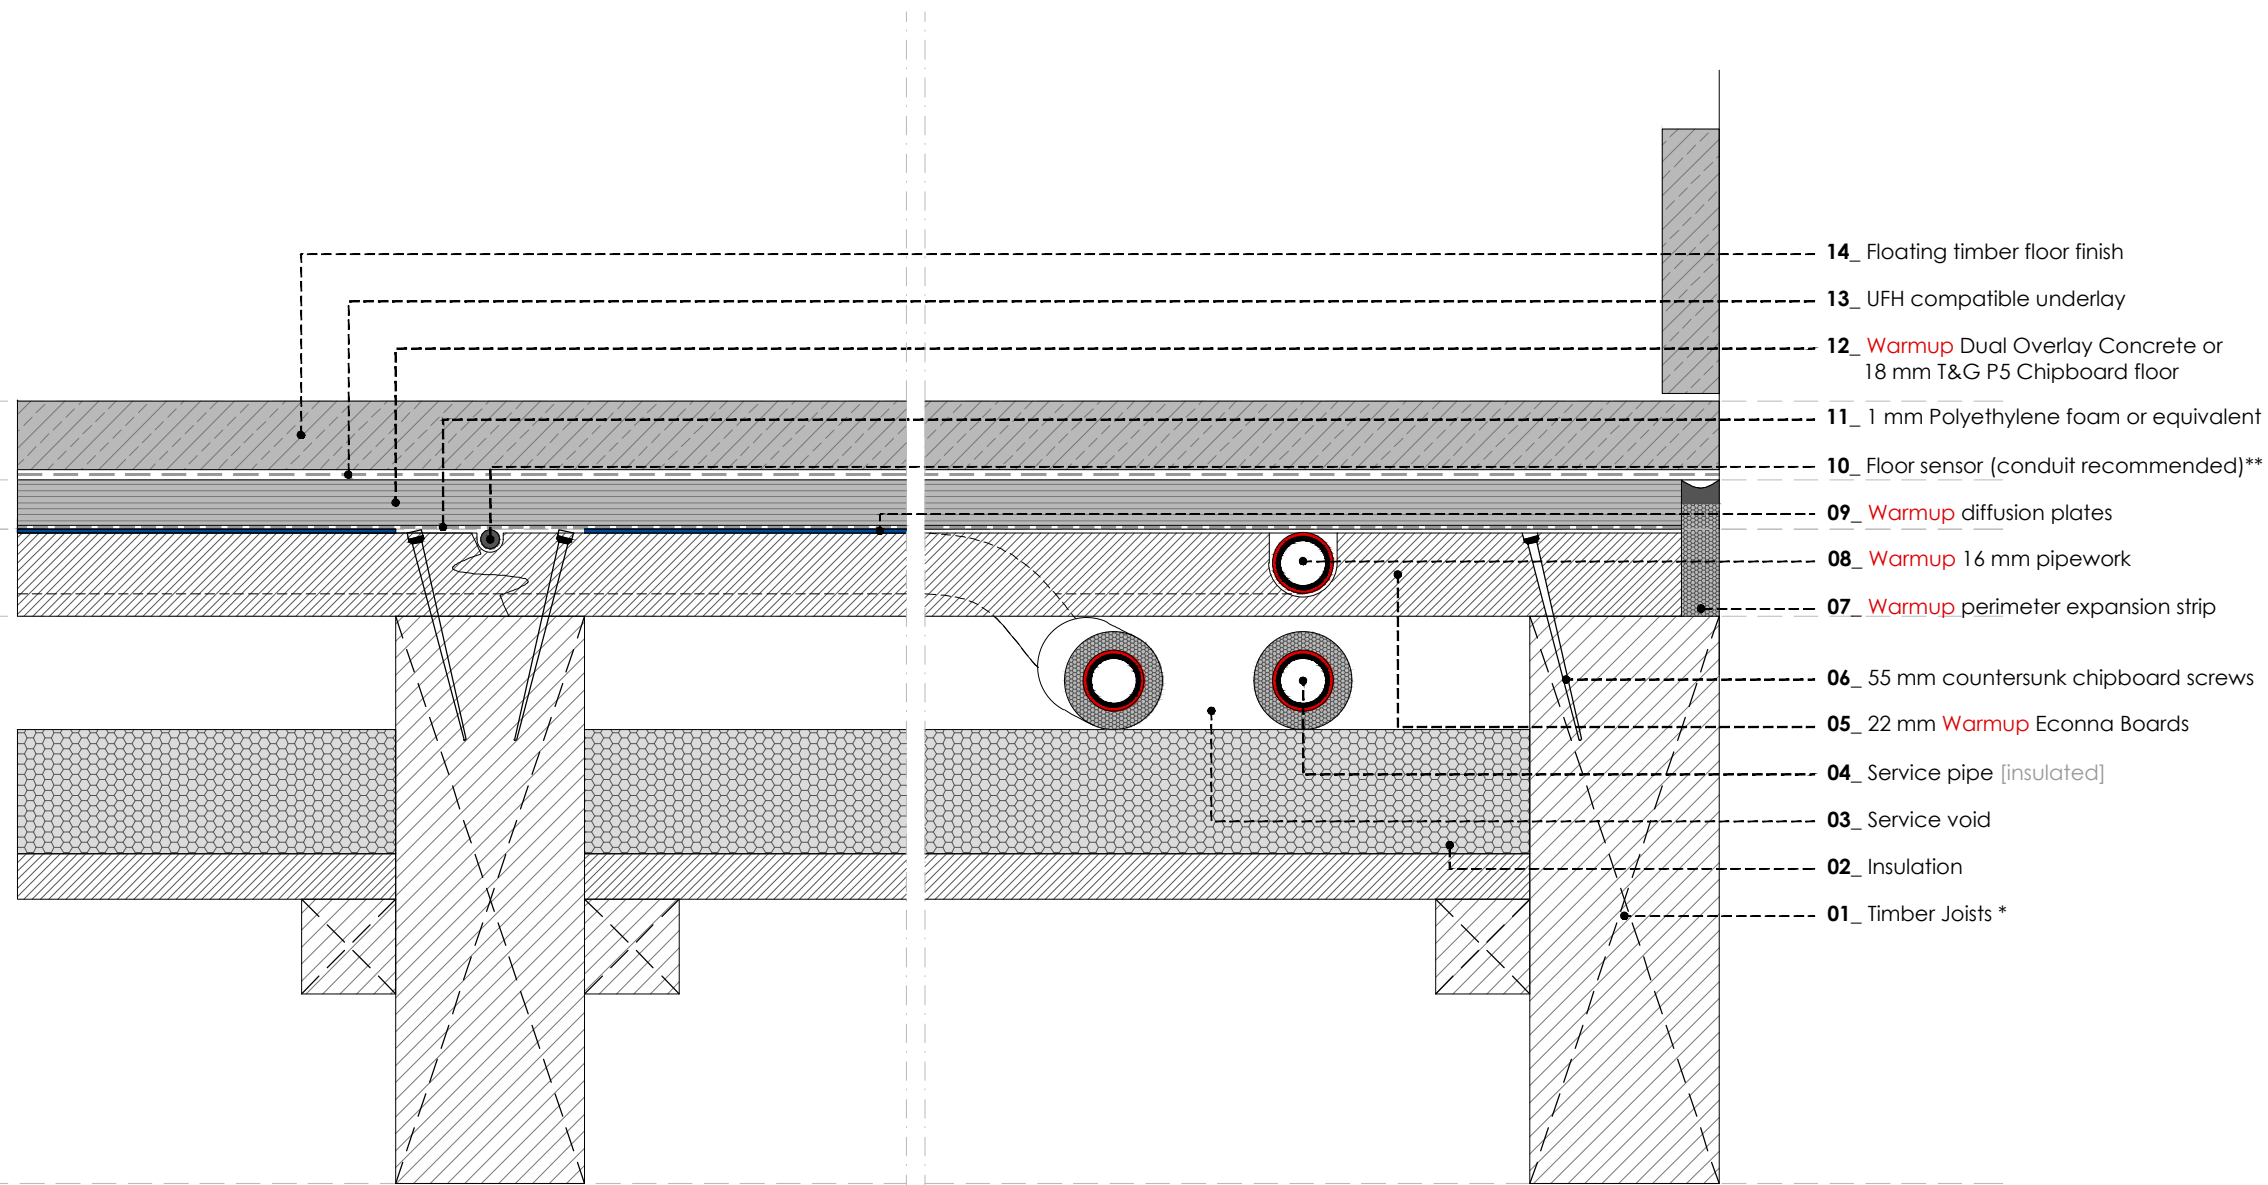 14_ Floating timber floor finish
13_ UFH compatible underlay
12_ Warmup Dual Overlay Concrete or
18 mm T&G P5 Chipboard floor
11_ 1 mm Polyethylene foam or equivalent
10_ Floor sensor (conduit recommended)**
09_ Warmup diffusion plates
08_ Warmup 16 mm pipework
07_ Warmup perimeter expansion strip
06_ 55 mm countersunk chipboard screws
05_ 22 mm Warmup Econna Boards
04_ Service pipe [insulated]
03_ Service void
02_ Insulation
01_ Timber Joists *